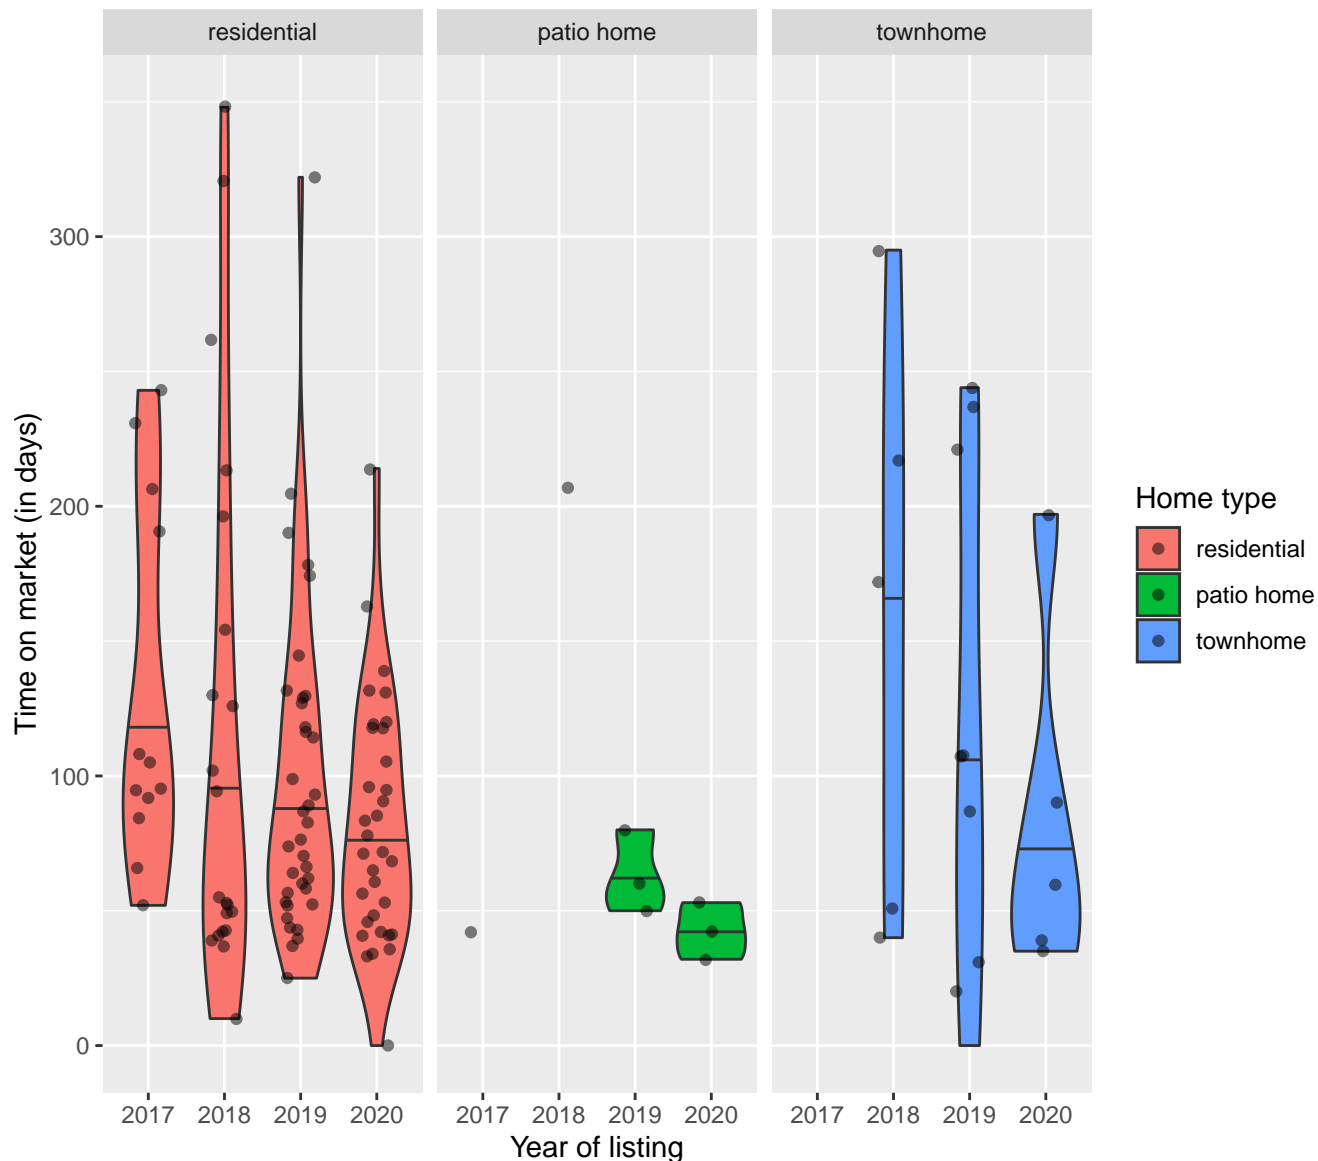 residential patio home townhome
Time on market (in days)
300
200
100
0
2017 2018 2019 2020 2017 2018 2019 2020 2017 2018 2019 2020
Year of listing
Home type
residential
patio home
townhome